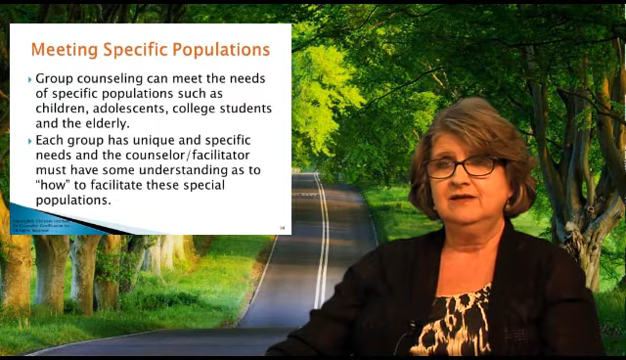 Meeting Specific Populations
Group counseling can meet the needs
of specific populations such as
children, adolescents, college students
and the elderly.
Each group has unique and specific
needs and the counselor/facilitator
must have some understanding as to
“how” to facilitate these special
populations.